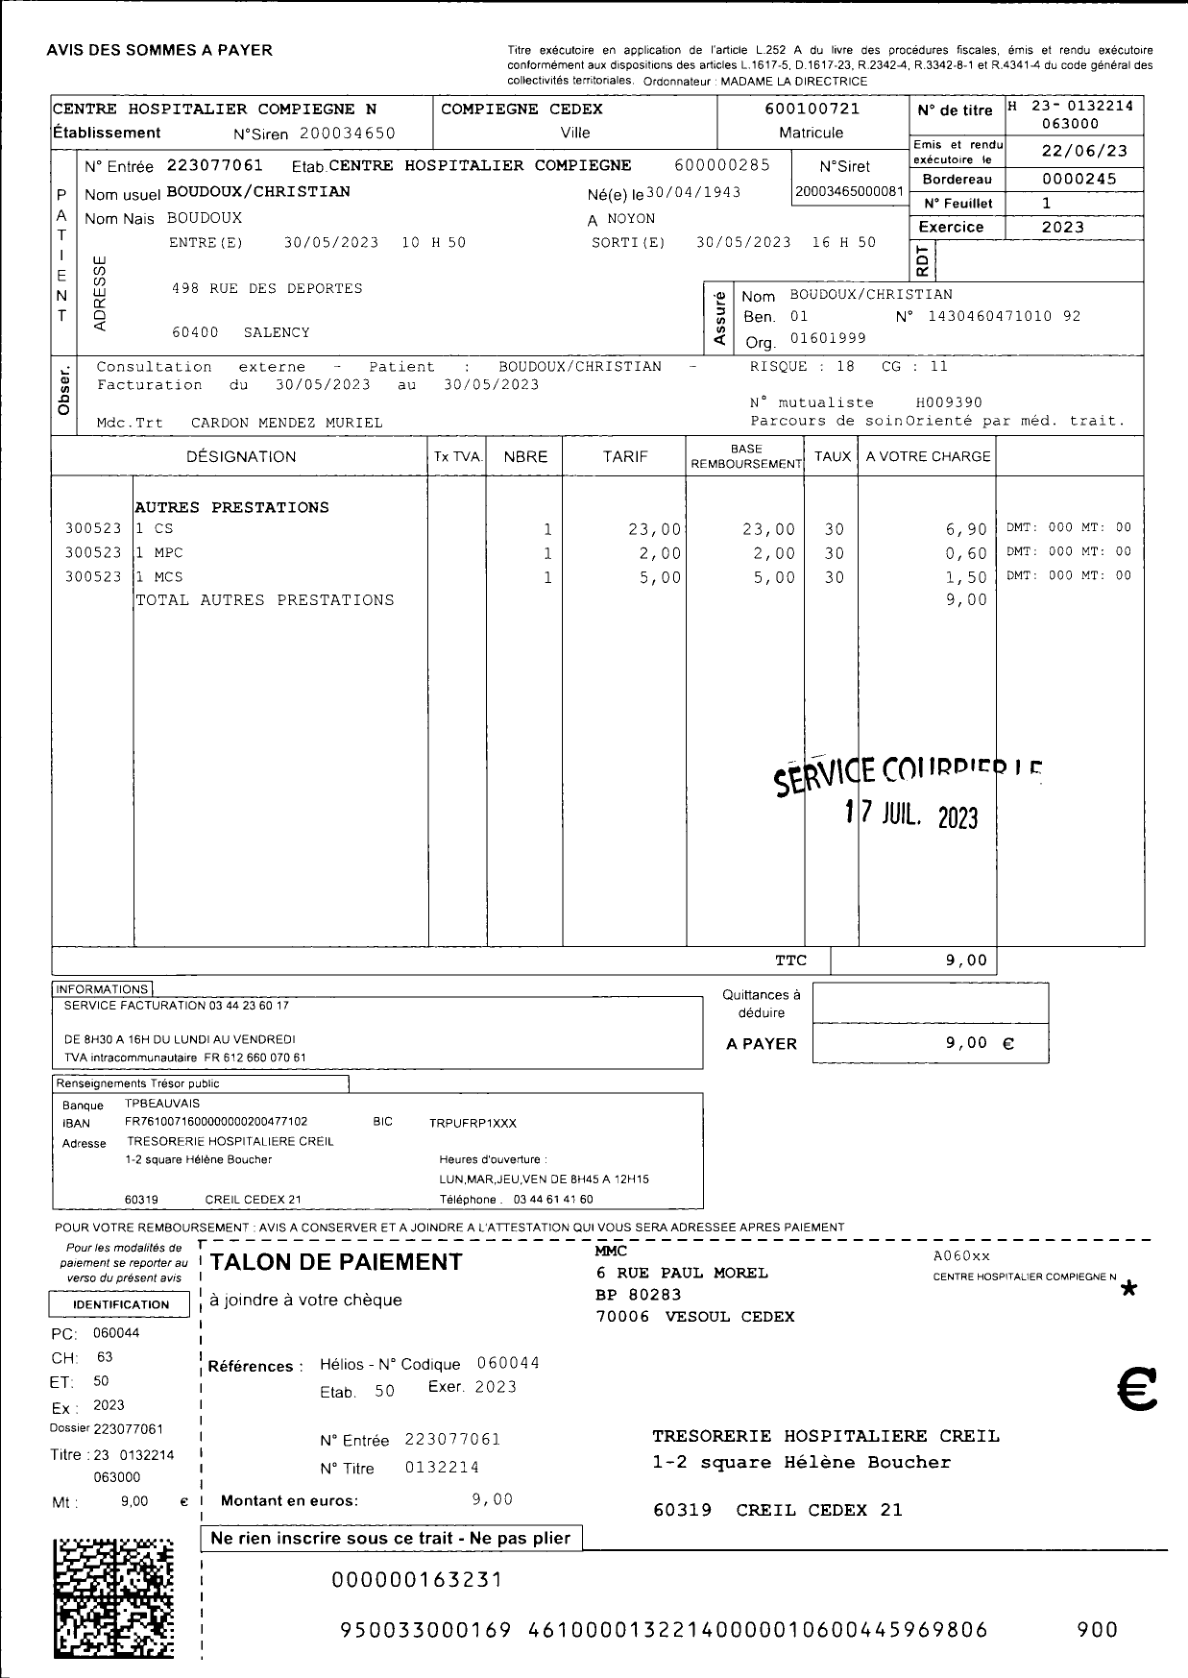 AVIS DES SOMMES A PAYER
Titre exécutoire en application de l'article L.252 A du livre des procédures fiscales, émis et rendu exécutoire
conformément aux dispositions des articles L.1617-5, D.1617-23, R.2342-4, R.3342-8-1 et R.4341-4 du code général des
collectivités territoriales. Ordonnateur : MADAME LA DIRECTRICE
CENTRE HOSPITALIER COMPIEGNE N COMPIEGNE CEDEX 600100721 N° de titre H 23- 0132214
063000
Établissement N°Siren 200034650 Ville Matricule
Emis et rendu exécutoire le 22/06/23
Bordereau 0000245
N° Feuillet 1
Exercice 2023
RDT
PATIENT
N° Entrée 223077061 Etab. CENTRE HOSPITALIER COMPIEGNE 600000285 N°Siret
Nom usuel BOUDOUX/CHRISTIAN Né(e) le 30/04/1943 20003465000081
Nom Nais BOUDOUX A NOYON
ENTRE(E) 30/05/2023 10 H 50 SORTI(E) 30/05/2023 16 H 50
ADRESSE
498 RUE DES DEPORTES
60400 SALENCY
Assuré
Nom BOUDOUX/CHRISTIAN
Ben. 01 N° 1430460471010 92
Org. 01601999
Obser.
Consultation externe - Patient : BOUDOUX/CHRISTIAN - RISQUE : 18 CG : 11
Facturation du 30/05/2023 au 30/05/2023
N° mutualiste H009390
Mdc.Trt CARDON MENDEZ MURIEL Parcours de soinOrienté par méd. trait.
DÉSIGNATION Tx TVA. NBRE TARIF BASE REMBOURSEMENT TAUX A VOTRE CHARGE
AUTRES PRESTATIONS
300523 1 CS 1 23,00 23,00 30 6,90 DMT: 000 MT: 00
300523 1 MPC 1 2,00 2,00 30 0,60 DMT: 000 MT: 00
300523 1 MCS 1 5,00 5,00 30 1,50 DMT: 000 MT: 00
TOTAL AUTRES PRESTATIONS 9,00
SERVICE COURRIER LE
17 JUIL. 2023
TTC 9,00
INFORMATIONS
SERVICE FACTURATION 03 44 23 60 17
DE 8H30 A 16H DU LUNDI AU VENDREDI
TVA intracommunautaire FR 612 660 070 61
Quittances à
déduire
A PAYER 9,00 €
Renseignements Trésor public
Banque TPBEAUVAIS
IBAN FR7610071600000000200477102 BIC TRPUFRP1XXX
Adresse TRESORERIE HOSPITALIERE CREIL
1-2 square Hélène Boucher Heures d'ouverture :
LUN,MAR,JEU,VEN DE 8H45 A 12H15
60319 CREIL CEDEX 21 Téléphone . 03 44 61 41 60
POUR VOTRE REMBOURSEMENT : AVIS A CONSERVER ET A JOINDRE A L'ATTESTATION QUI VOUS SERA ADRESSEE APRES PAIEMENT
Pour les modalités de
paiement se reporter au
verso du présent avis
IDENTIFICATION
PC: 060044
CH: 63
ET: 50
Ex : 2023
Dossier 223077061
Titre : 23 0132214
063000
Mt : 9,00 €
TALON DE PAIEMENT
à joindre à votre chèque
MMC
6 RUE PAUL MOREL
BP 80283
70006 VESOUL CEDEX
A060xx
CENTRE HOSPITALIER COMPIEGNE N
*
Références : Hélios - N° Codique 060044
Etab. 50 Exer. 2023
€
N° Entrée 223077061
N° Titre 0132214
Montant en euros: 9,00
TRESORERIE HOSPITALIERE CREIL
1-2 square Hélène Boucher
60319 CREIL CEDEX 21
Ne rien inscrire sous ce trait - Ne pas plier
000000163231
950033000169 46100001322140000010600445969806 900